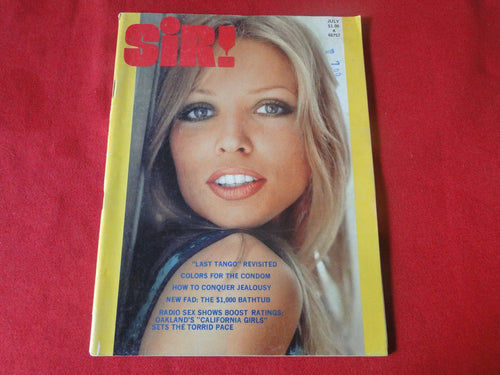 SiR!
JULY
$1.00
K
48757
"LAST TANGO" REVISITED
COLORS FOR THE CONDOM
HOW TO CONQUER JEALOUSY
NEW FAD: THE $1,000 BATHTUB
RADIO SEX SHOWS BOOST RATINGS;
OAKLAND'S "CALIFORNIA GIRLS"
SETS THE TORRID PACE